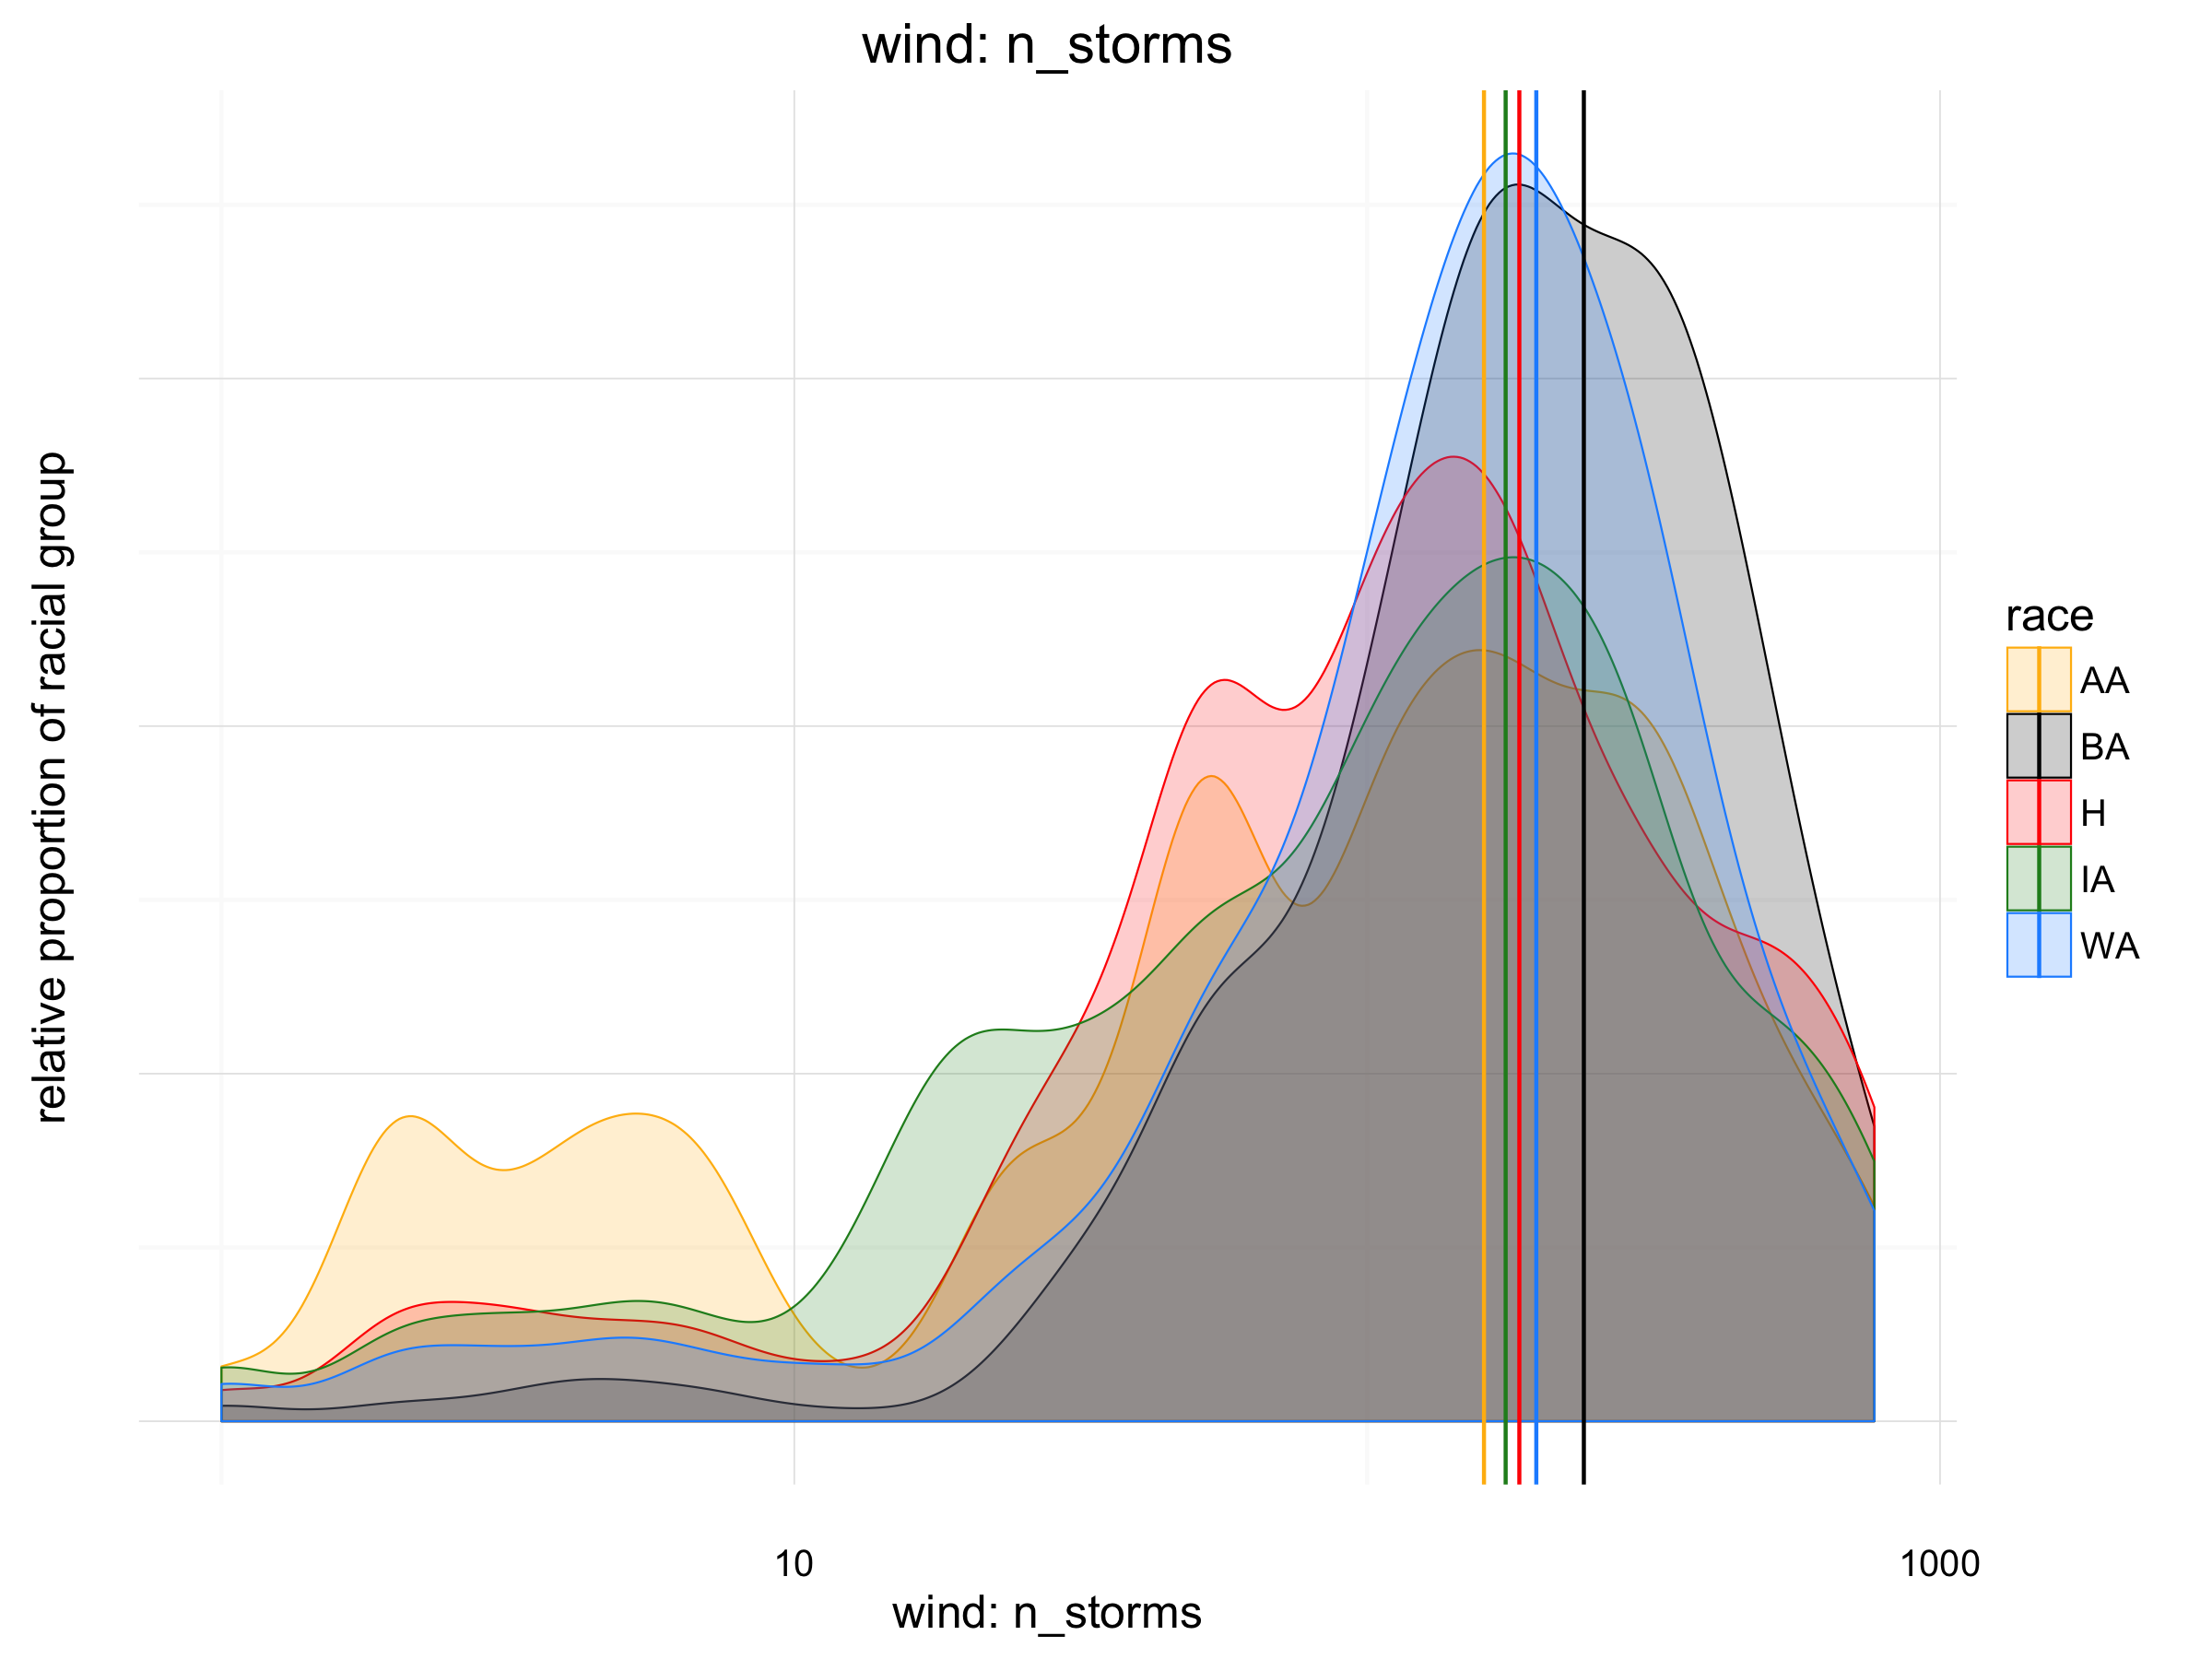 wind: n_storms
relative proportion of racial group
race
AA
BA
H
IA
WA
10
1000
wind: n_storms